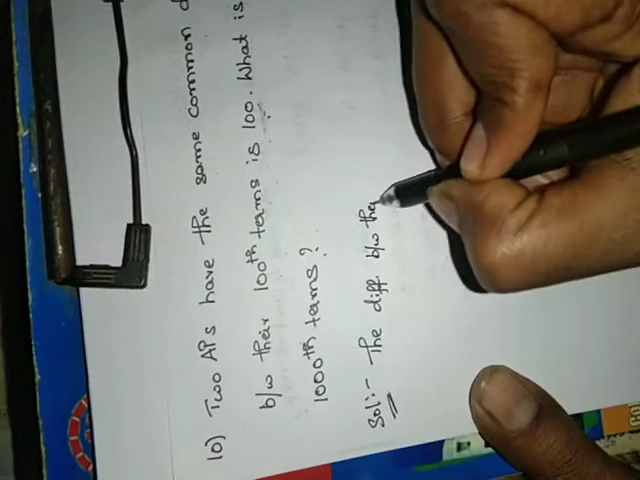 10) Two APs have the same common d
b/w their 100th terms is 100. What is
1000th terms?
Sol:- The diff b/w the